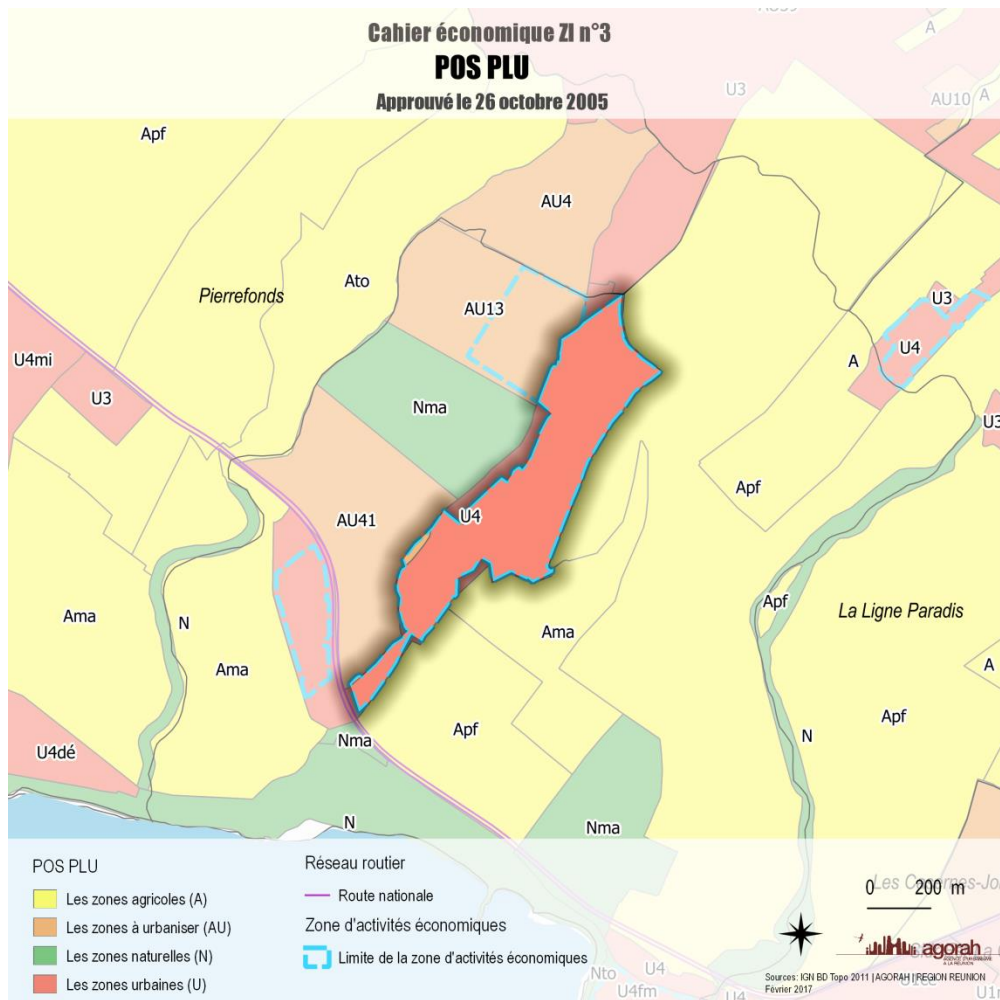 Cahier économique ZI n°3
POS PLU
Approuvé le 26 octobre 2005
A
U3
AU10
A
Apf
AU4
Ato
Pierrefonds
AU13
U3
U4
A
U4mi
U3
Nma
U3
Apf
AU41
U4
Apf
La Ligne Paradis
Ama
N
Ama
Ama
A
Apf
Apf
N
U4dé
Nma
N
Nma
POS PLU
Les zones agricoles (A)
Les zones à urbaniser (AU)
Les zones naturelles (N)
Les zones urbaines (U)
Réseau routier
Route nationale
Zone d'activités économiques
Limite de la zone d'activités économiques
0 200 m
agorah
Sources: IGN BD Topo 2011 | AGORAH | REGION REUNION
Février 2017
Nto
U4
U4fm
U4